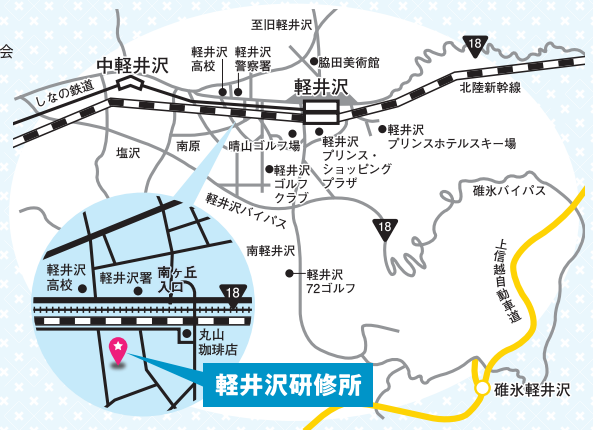 会
至旧軽井沢
18
軽井沢
高校
軽井沢
警察署
脇田美術館
中軽井沢
軽井沢
しなの鉄道
北陸新幹線
塩沢
南原
晴山ゴルフ場
軽井沢
プリンス・
ショッピング
プラザ
軽井沢
プリンスホテルスキー場
軽井沢
ゴルフ
クラブ
軽井沢バイパス
碓氷バイパス
18
南軽井沢
軽井沢
72ゴルフ
上信越自動車道
碓氷軽井沢
軽井沢
高校
軽井沢署
南ヶ丘
入口
18
丸山
珈琲店
軽井沢研修所